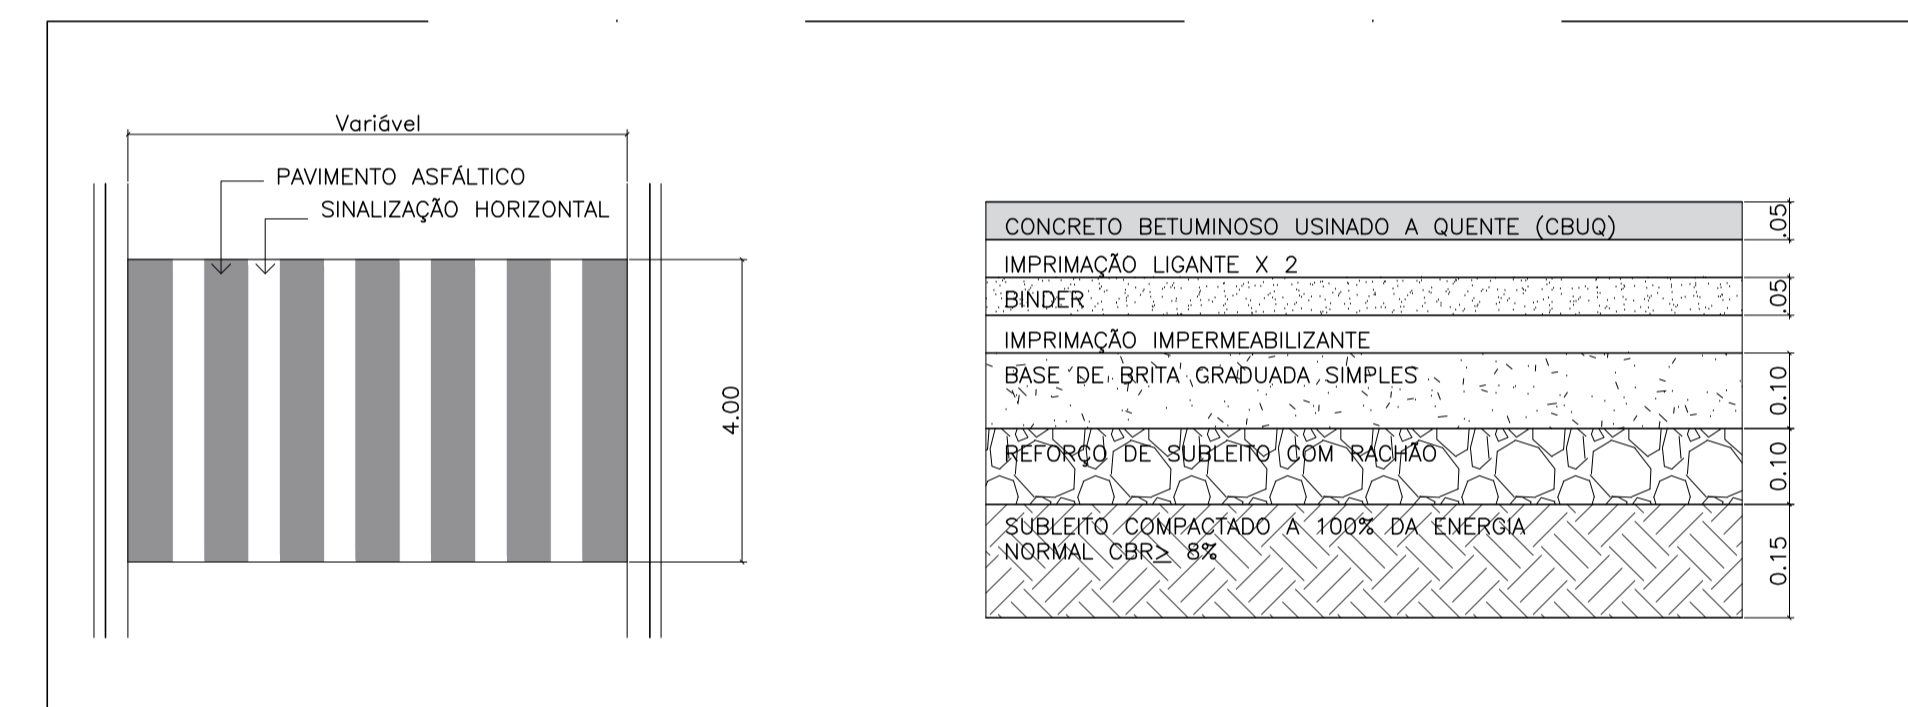 Variável
PAVIMENTO ASFÁLTICO
SINALIZAÇÃO HORIZONTAL
4.00
CONCRETO BETUMINOSO USINADO A QUENTE (CBUQ)
.05
IMPRIMAÇÃO LIGANTE X 2
BINDER
.05
IMPRIMAÇÃO IMPERMEABILIZANTE
BASE DE BRITA GRADUADA SIMPLES
0.10
REFORÇO DE SUBLEITO COM RACHÃO
0.10
SUBLEITO COMPACTADO A 100% DA ENERGIA
NORMAL CBR≥ 8%
0.15